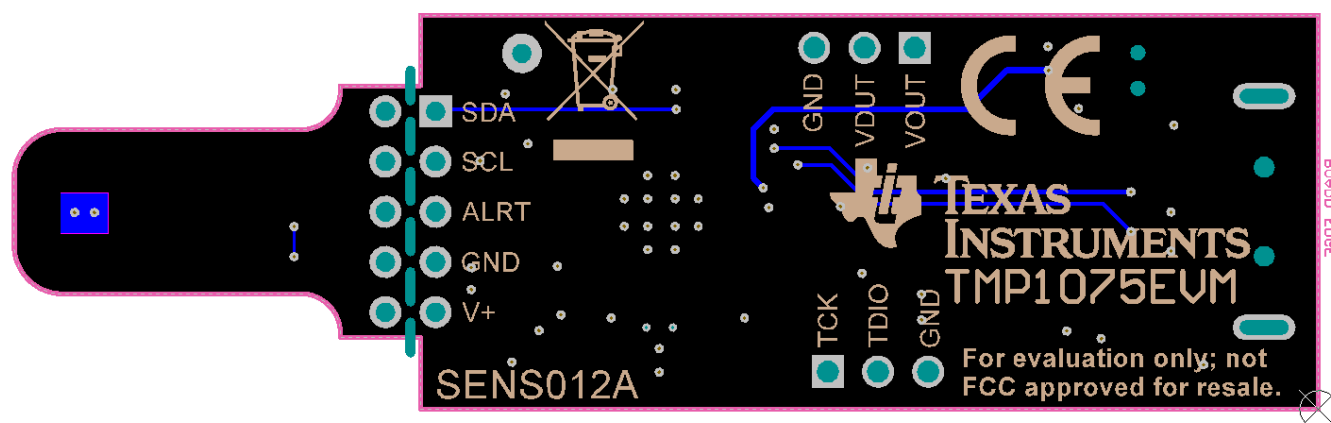 SDA
SCL
ALRT
GND
V+
SENS012A
GND
VDUT
VOUT
CE
TEXAS
INSTRUMENTS
TMP1075EVM
TCK
TDIO
GND
For evaluation only; not
FCC approved for resale.